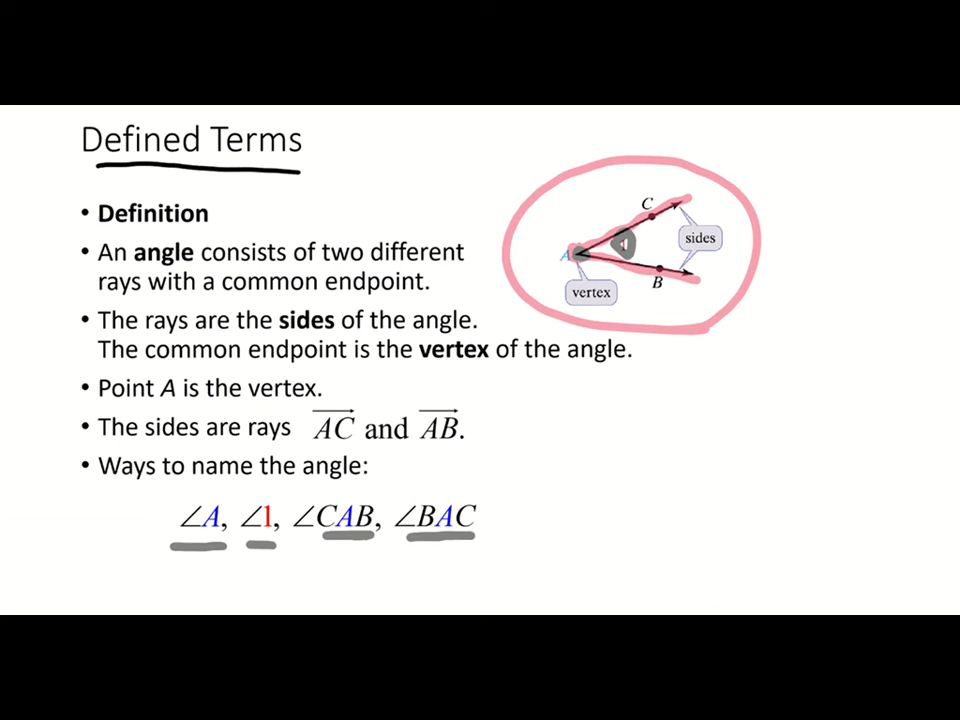 Defined Terms
• Definition
• An angle consists of two different
rays with a common endpoint.
• The rays are the sides of the angle.
The common endpoint is the vertex of the angle.
• Point A is the vertex.
• The sides are rays AC and AB.
• Ways to name the angle:
∠A, ∠1, ∠CAB, ∠BAC
C
sides
1
A
B
vertex